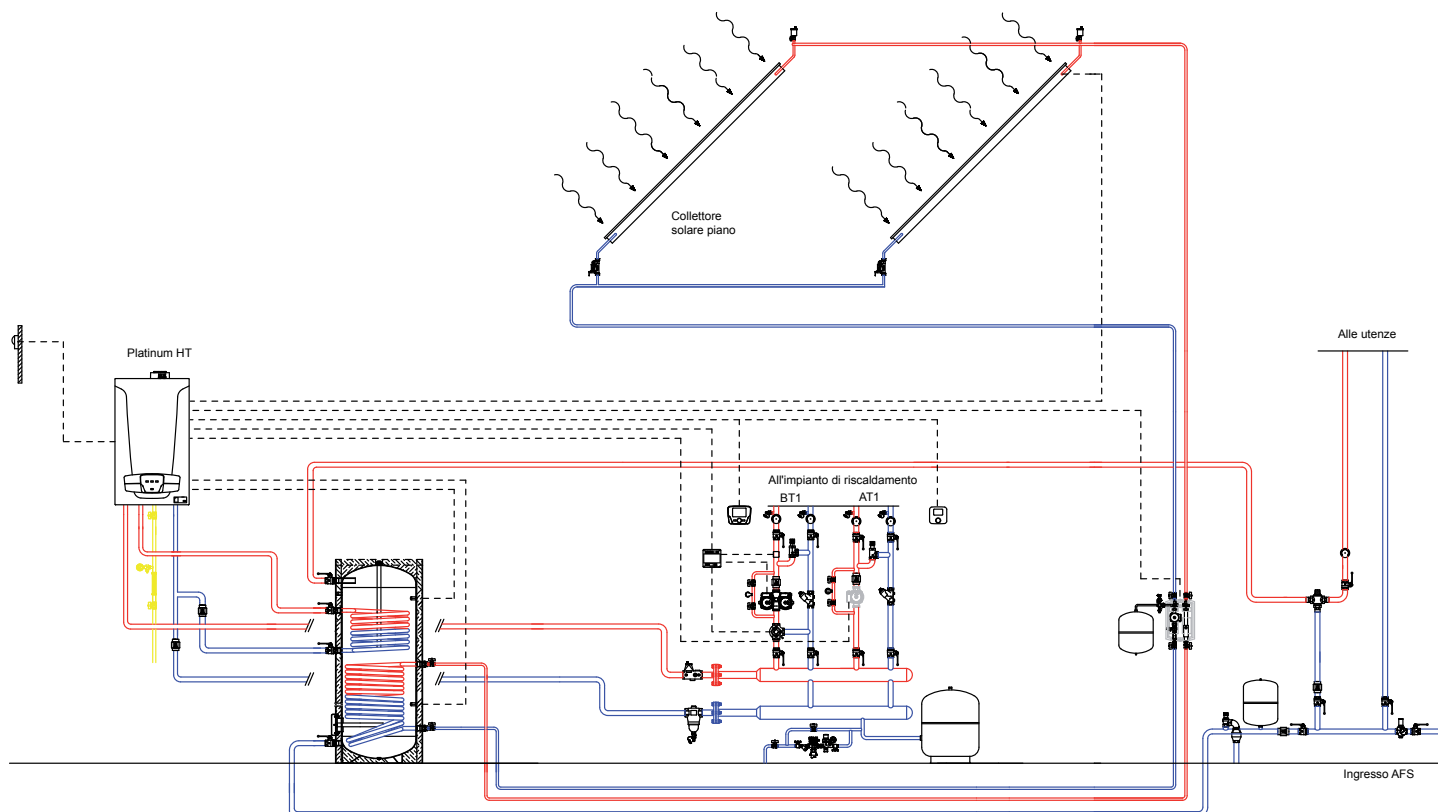 Collettore
solare piano
Platinum HT
Alle utenze
All'impianto di riscaldamento
BT1
AT1
Ingresso AFS